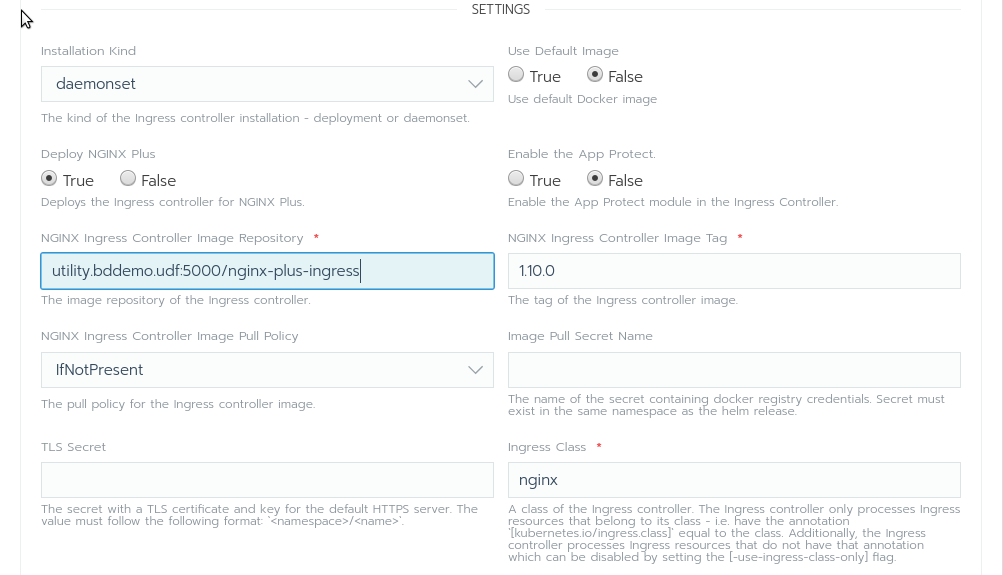 SETTINGS
Installation Kind
daemonset
The kind of the Ingress controller installation - deployment or daemonset.
Use Default Image
True False
Use default Docker image
Deploy NGINX Plus
True False
Deploys the Ingress controller for NGINX Plus.
Enable the App Protect.
True False
Enable the App Protect module in the Ingress Controller.
NGINX Ingress Controller Image Repository *
utility.bddemo.udf:5000/nginx-plus-ingress
The image repository of the Ingress controller.
NGINX Ingress Controller Image Tag *
1.10.0
The tag of the Ingress controller image.
NGINX Ingress Controller Image Pull Policy
IfNotPresent
The pull policy for the Ingress controller image.
Image Pull Secret Name
The name of the secret containing docker registry credentials. Secret must
exist in the same namespace as the helm release.
TLS Secret
The secret with a TLS certificate and key for the default HTTPS server. The
value must follow the following format: `<namespace>/<name>`.
Ingress Class *
nginx
A class of the Ingress controller. The Ingress controller only processes Ingress
resources that belong to its class - i.e. have the annotation
`[kubernetes.io/ingress.class]` equal to the class. Additionally, the Ingress
controller processes Ingress resources that do not have that annotation
which can be disabled by setting the [-use-ingress-class-only] flag.